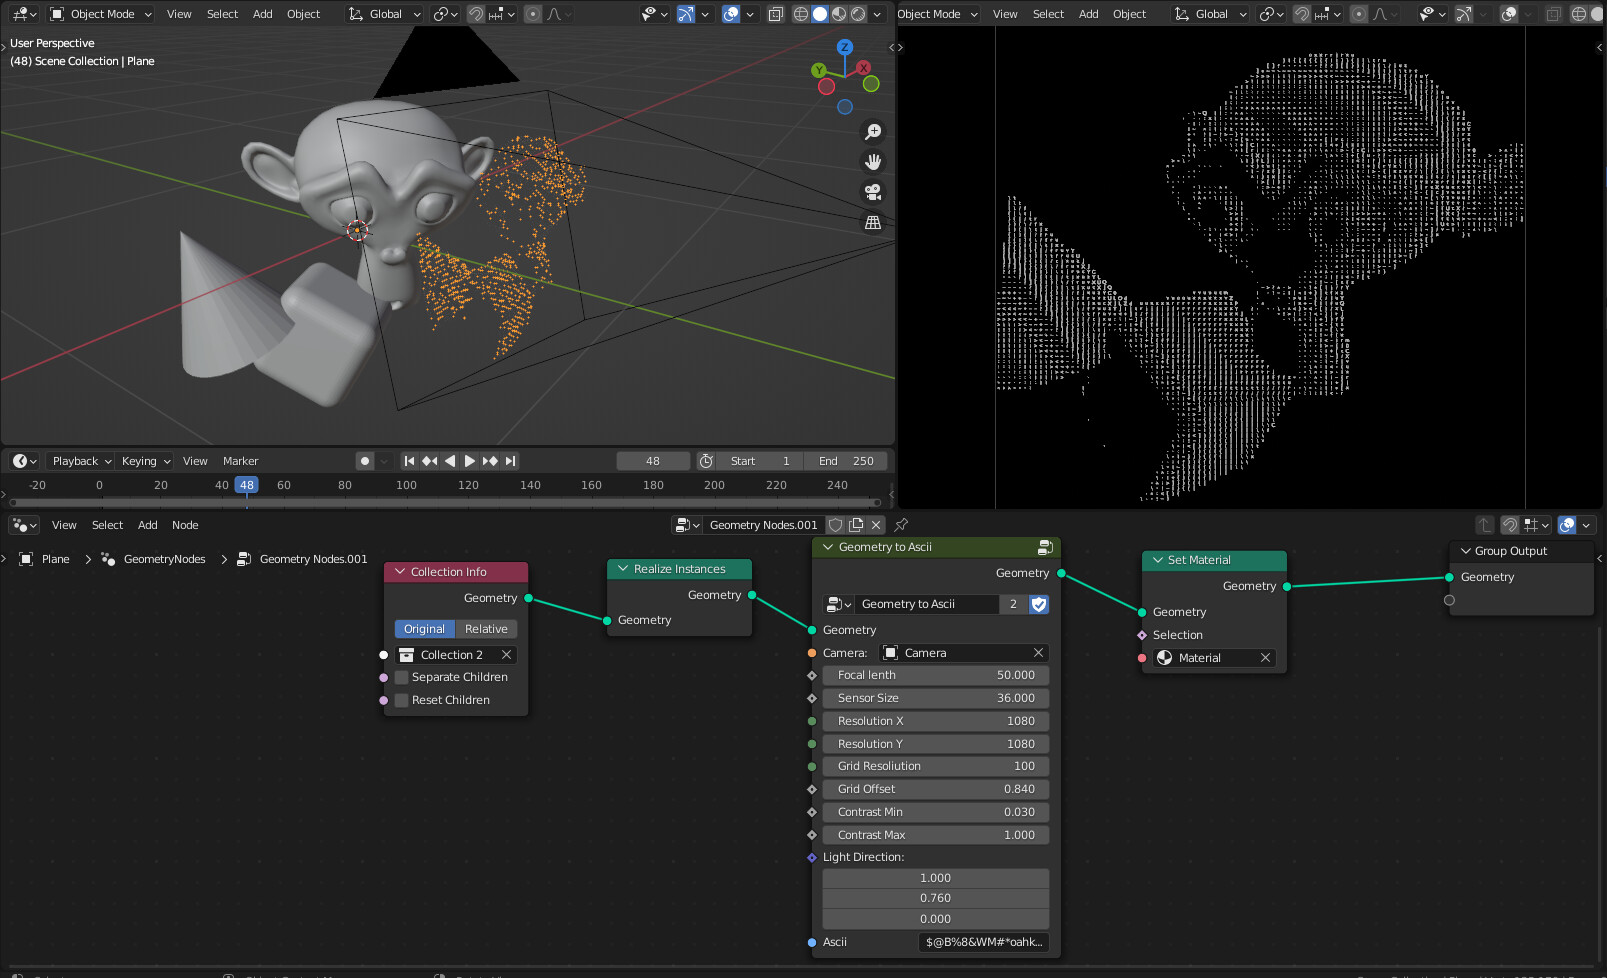 Object Mode View Select Add Object Global
Object Mode View Select Add Object Global
User Perspective
(48) Scene Collection | Plane
Z
Y
X
Playback Keying View Marker 48 Start 1 End 250
-20 0 20 40 48 60 80 100 120 140 160 180 200 220 240
View Select Add Node Geometry Nodes.001
Plane GeometryNodes Geometry Nodes.001
Collection Info
Geometry
Original Relative
Collection 2
Separate Children
Reset Children
Realize Instances
Geometry
Geometry
Geometry to Ascii
Geometry
Geometry to Ascii 2
Geometry
Camera: Camera
Focal lenth 50.000
Sensor Size 36.000
Resolution X 1080
Resolution Y 1080
Grid Resoliution 100
Grid Offset 0.840
Contrast Min 0.030
Contrast Max 1.000
Light Direction:
1.000
0.760
0.000
Ascii $@B%8&WM#*oahk...
Set Material
Geometry
Geometry
Selection
Material
Group Output
Geometry